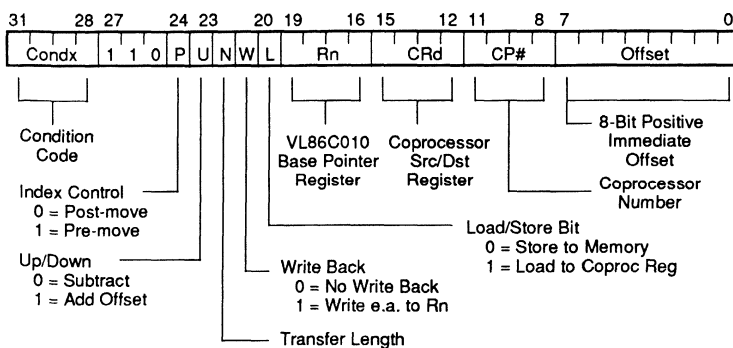 31 28 27 24 23 20 19 16 15 12 11 8 7 0
Condx 1 1 0 P U N W L Rn CRd CP# Offset
Condition
Code
VL86C010
Base Pointer
Register
Coprocessor
Src/Dst
Register
8-Bit Positive
Immediate
Offset
Coprocessor
Number
Index Control
0 = Post-move
1 = Pre-move
Load/Store Bit
0 = Store to Memory
1 = Load to Coproc Reg
Up/Down
0 = Subtract
1 = Add Offset
Write Back
0 = No Write Back
1 = Write e.a. to Rn
Transfer Length